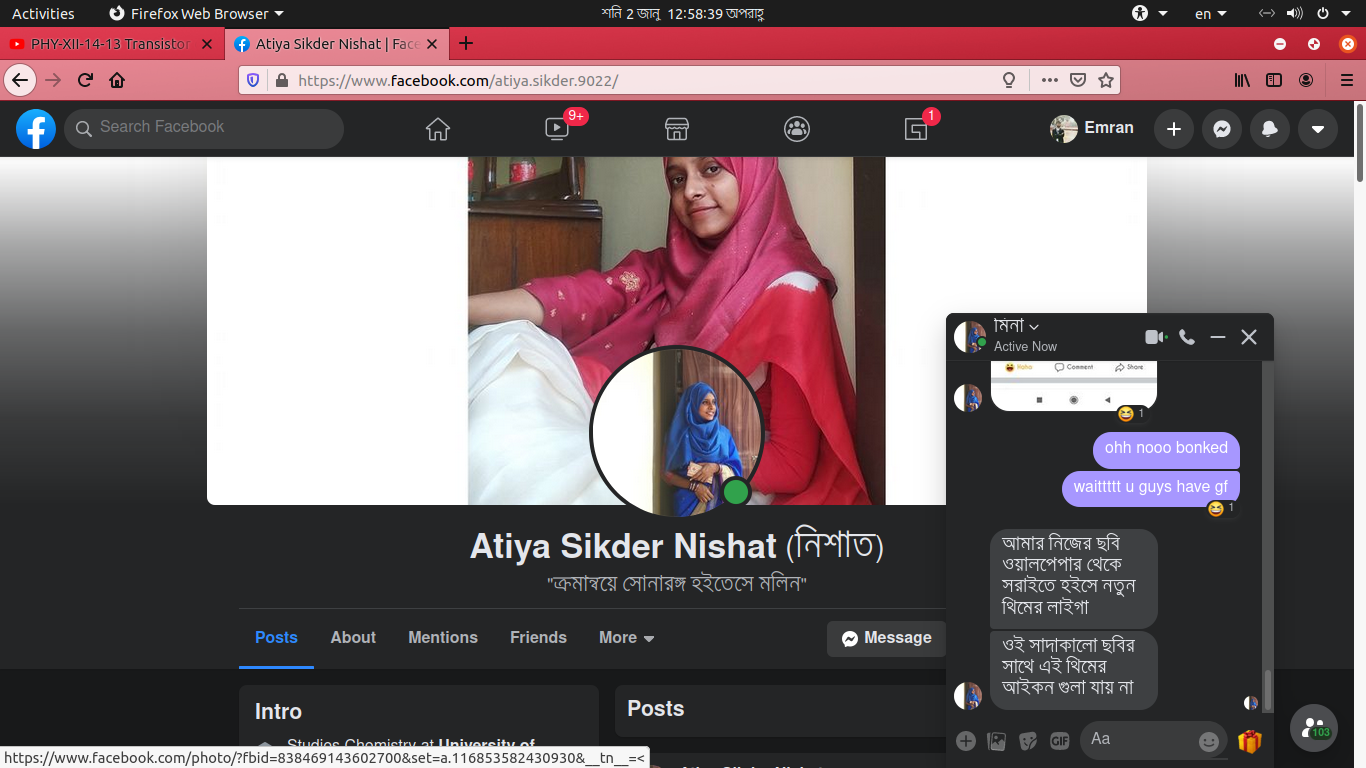 Activities
Firefox Web Browser
শনি 2 জানু 12:58:39 অপরাহ্ণ
en
PHY-XII-14-13 Transistor
Atiya Sikder Nishat | Face
https://www.facebook.com/atiya.sikder.9022/
Search Facebook
9+
1
Emran
মিনা
Active Now
Haha
Comment
Share
1
ohh nooo bonked
waittttt u guys have gf
1
আমার নিজের ছবি
ওয়ালপেপার থেকে
সরাইতে হইসে নতুন
থিমের লাইগা
ওই সাদাকালো ছবির
সাথে এই থিমের
আইকন গুলা যায় না
GIF
Aa
103
Atiya Sikder Nishat (নিশাত)
"ক্রমান্বয়ে সোনারঙ্গ হইতেসে মলিন"
Posts
About
Mentions
Friends
More
Message
Intro
Studies Chemistry at University of
Posts
Atiya Sikder Nishat
https://www.facebook.com/photo/?fbid=838469143602700&set=a.116853582430930&__tn__=<